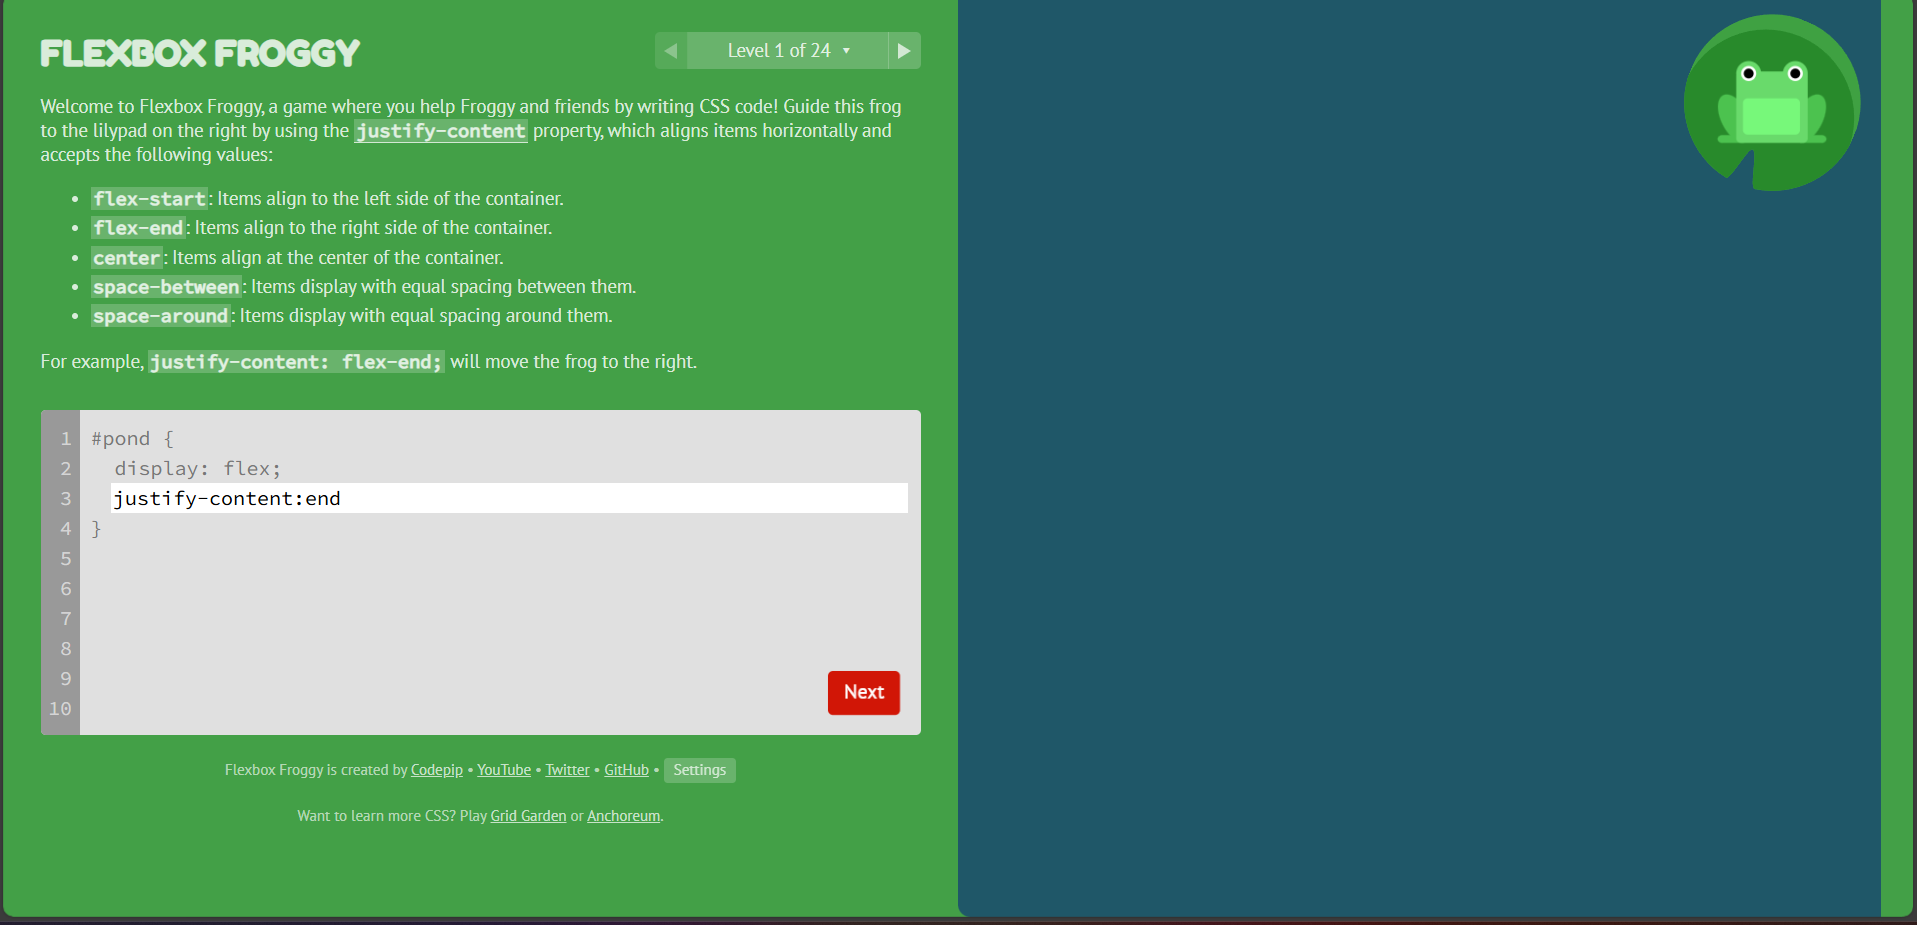 FLEXBOX FROGGY
◀ Level 1 of 24 ▾ ▶
Welcome to Flexbox Froggy, a game where you help Froggy and friends by writing CSS code! Guide this frog
to the lilypad on the right by using the justify-content property, which aligns items horizontally and
accepts the following values:
• flex-start: Items align to the left side of the container.
• flex-end: Items align to the right side of the container.
• center: Items align at the center of the container.
• space-between: Items display with equal spacing between them.
• space-around: Items display with equal spacing around them.
For example, justify-content: flex-end; will move the frog to the right.
1 #pond {
2 display: flex;
3 justify-content:end
4 }
5
6
7
8
9
10
Next
Flexbox Froggy is created by Codepip • YouTube • Twitter • GitHub • Settings
Want to learn more CSS? Play Grid Garden or Anchoreum.